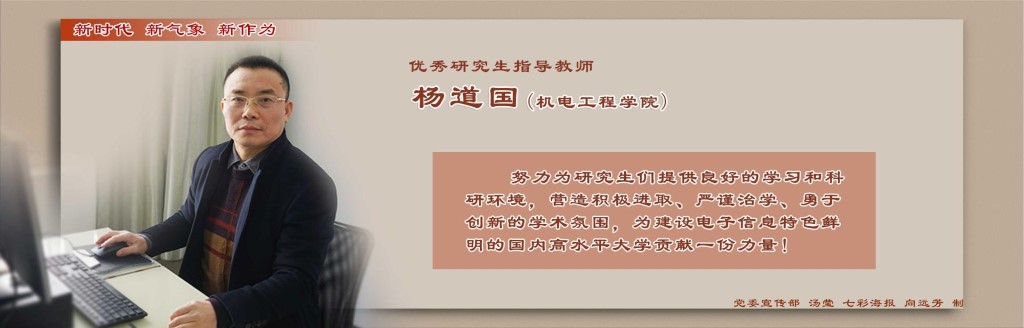 新时代 新气象 新作为
优秀研究生指导教师
杨道国(机电工程学院)
努力为研究生们提供良好的学习和科
研环境，营造积极进取、严谨治学、勇于
创新的学术氛围，为建设电子信息特色鲜
明的国内高水平大学贡献一份力量！
党委宣传部 汤莹 七彩海报 向远芳 制